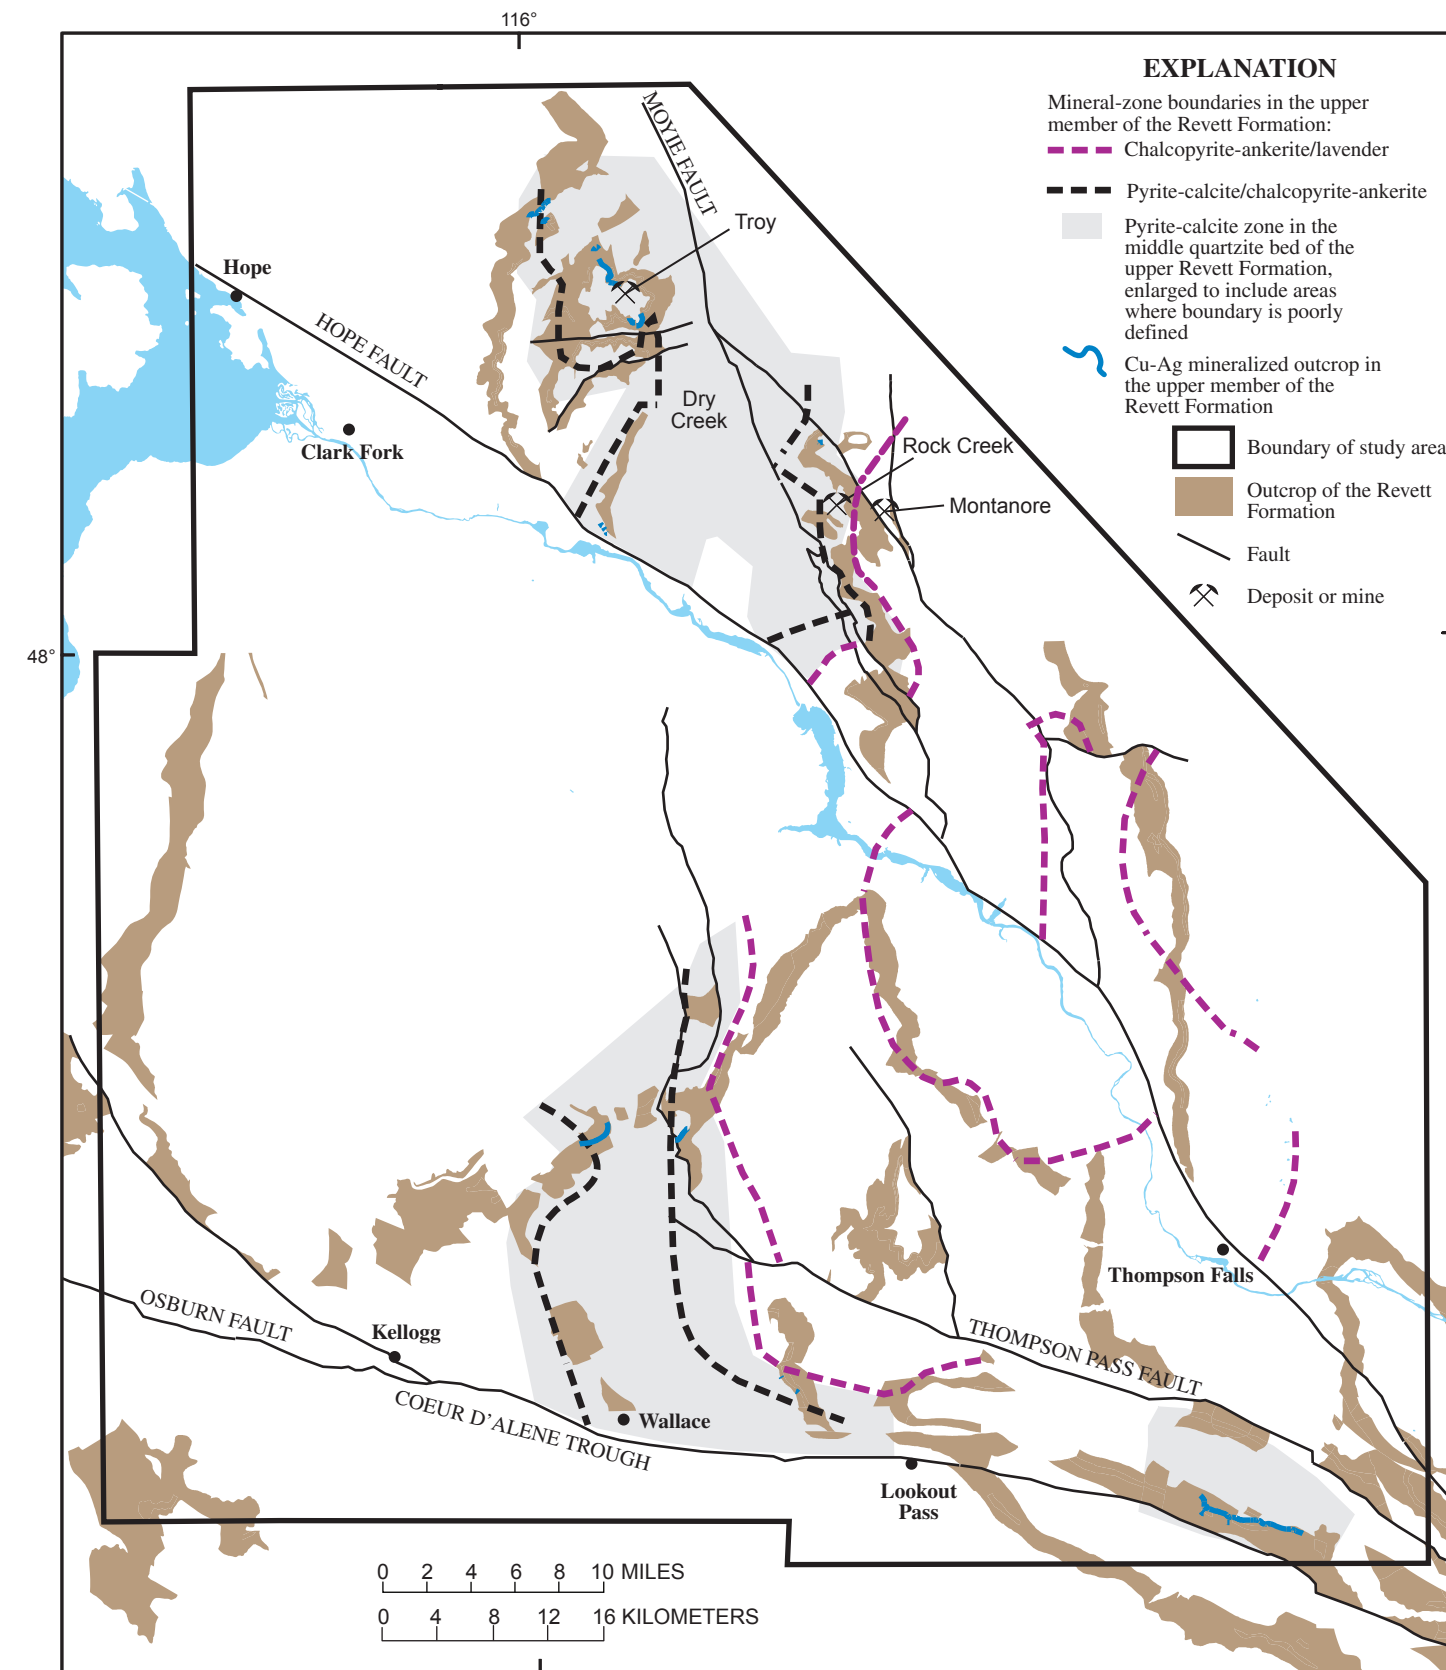 116°
EXPLANATION
Mineral-zone boundaries in the upper
member of the Revett Formation:
Chalcopyrite-ankerite/lavender
Pyrite-calcite/chalcopyrite-ankerite
Pyrite-calcite zone in the
middle quartzite bed of the
upper Revett Formation,
enlarged to include areas
where boundary is poorly
defined
Cu-Ag mineralized outcrop in
the upper member of the
Revett Formation
Boundary of study area
Outcrop of the Revett
Formation
Fault
Deposit or mine
MOYIE FAULT
Troy
Hope
HOPE FAULT
Dry
Creek
Clark Fork
Rock Creek
Montanore
48°
Thompson Falls
OSBURN FAULT
Kellogg
THOMPSON PASS FAULT
COEUR D'ALENE TROUGH
Wallace
Lookout
Pass
0 2 4 6 8 10 MILES
0 4 8 12 16 KILOMETERS